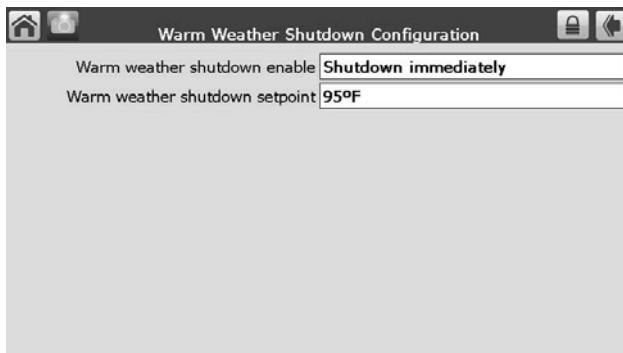 Warm Weather Shutdown Configuration
Warm weather shutdown enable Shutdown immediately
Warm weather shutdown setpoint 95ºF